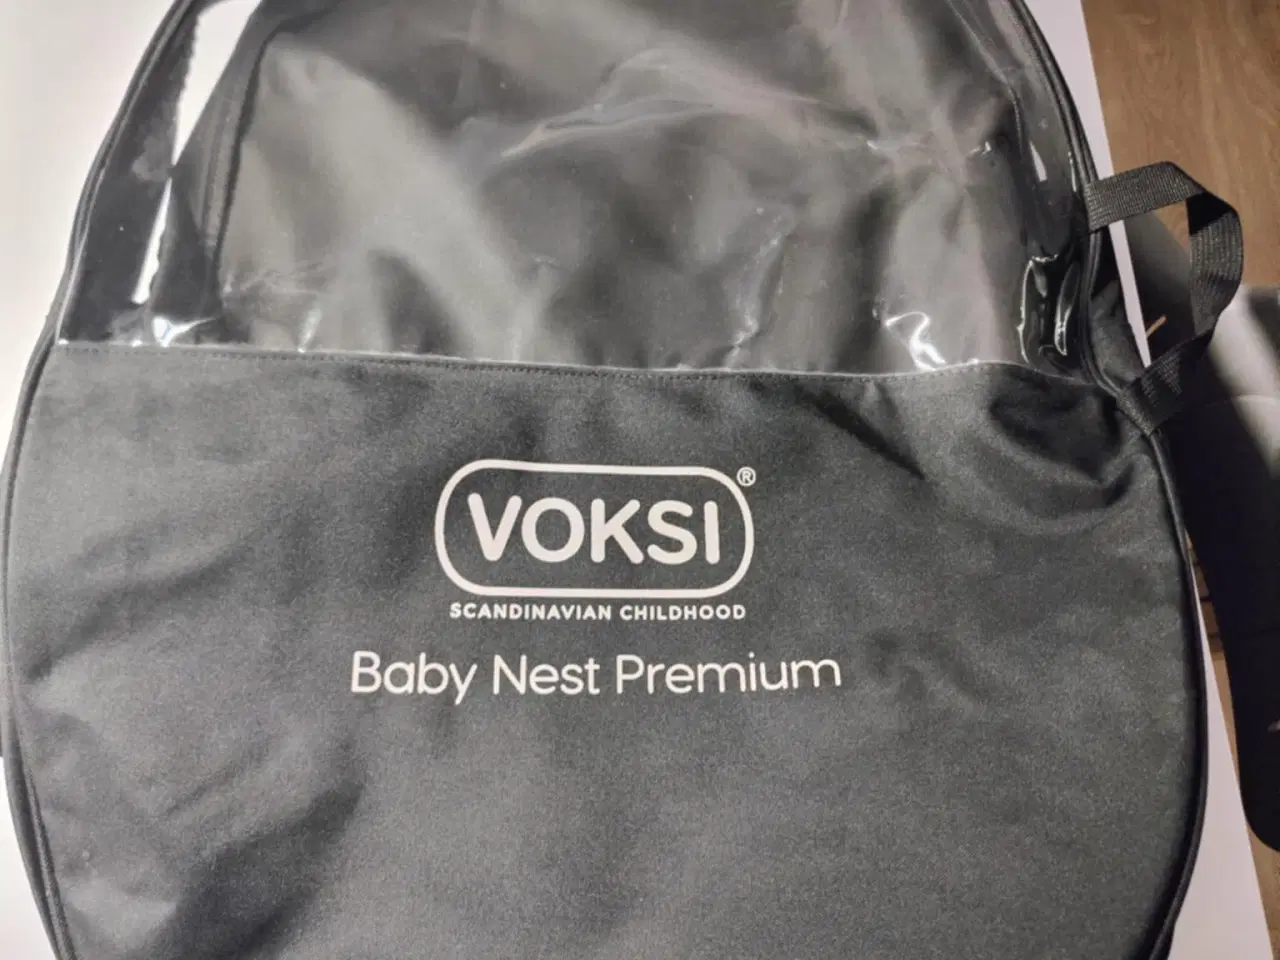 VOKSI®
SCANDINAVIAN CHILDHOOD
Baby Nest Premium